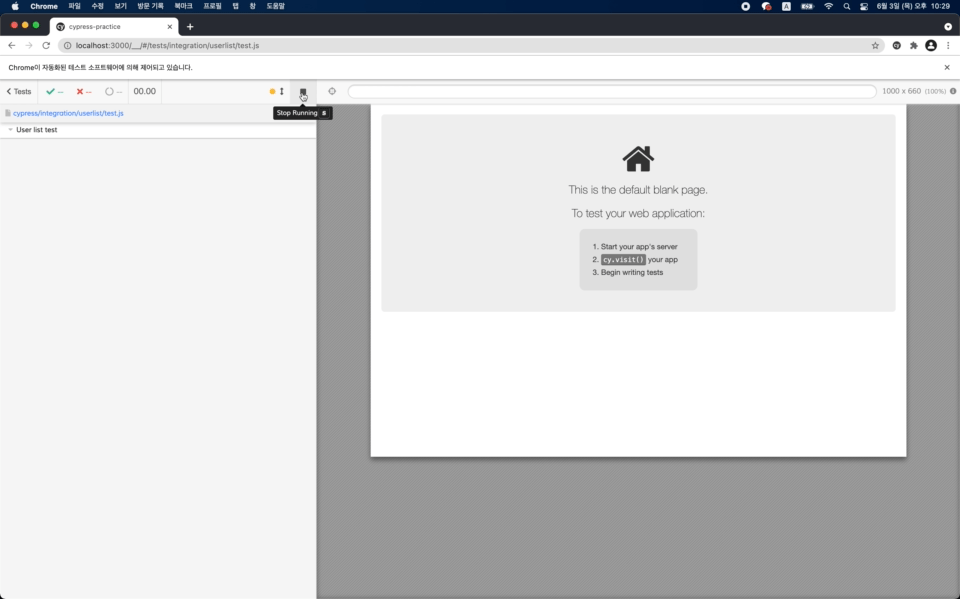 Chrome 파일 수정 보기 방문 기록 북마크 프로필 탭 창 도움말 A 6월 3일 (목) 오후 10:29
cy cypress-practice
localhost:3000/__/#/tests/integration/userlist/test.js
Chrome이 자동화된 테스트 소프트웨어에 의해 제어되고 있습니다.
Tests -- -- -- 00.00 1000 x 660 (100%)
cypress/integration/userlist/test.js
Stop Running s
User list test
This is the default blank page.
To test your web application:
1. Start your app's server
2. cy.visit() your app
3. Begin writing tests